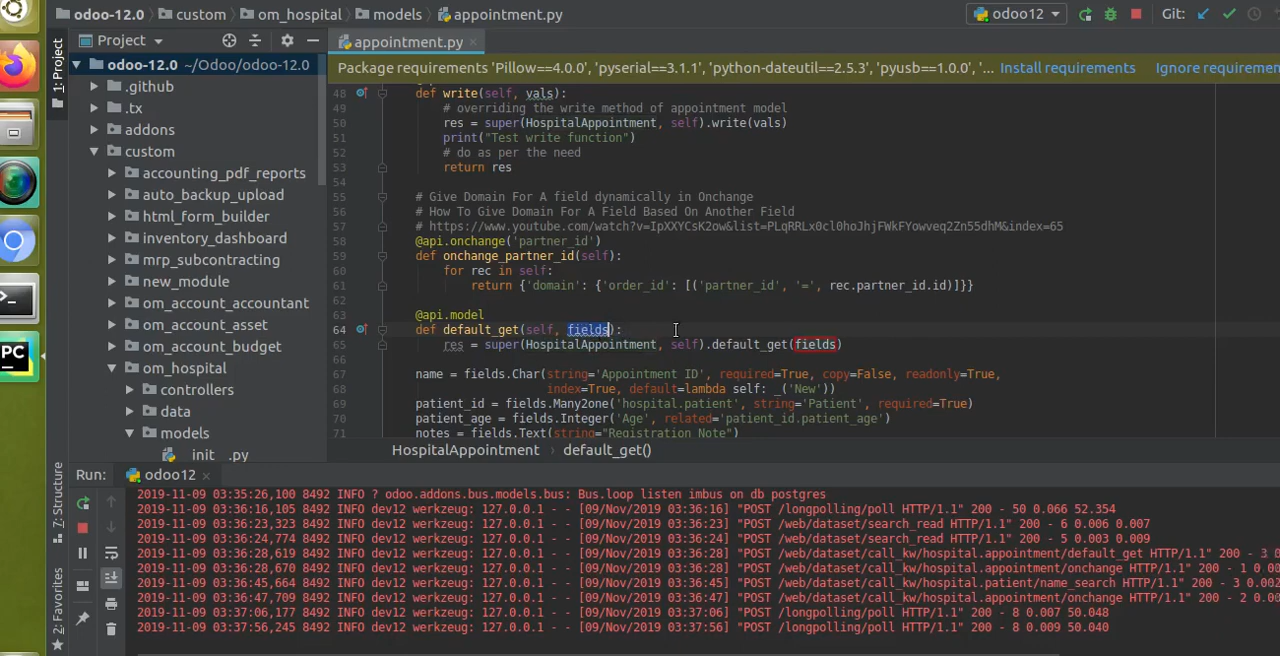 odoo-12.0 custom om_hospital models appointment.py odoo12 Git:
1: Project
Project
appointment.py
odoo-12.0 ~/Odoo/odoo-12.0
.github
.tx
addons
custom
accounting_pdf_reports
auto_backup_upload
html_form_builder
inventory_dashboard
mrp_subcontracting
new_module
om_account_accountant
om_account_asset
om_account_budget
om_hospital
controllers
data
models
init .py
Package requirements 'Pillow==4.0.0', 'pyserial==3.1.1', 'python-dateutil==2.5.3', 'pyusb==1.0.0', '... Install requirements Ignore requiremen
48 def write(self, vals):
49 # overriding the write method of appointment model
50 res = super(HospitalAppointment, self).write(vals)
51 print("Test write function")
52 # do as per the need
53 return res
54
55 # Give Domain For A field dynamically in Onchange
56 # How To Give Domain For A Field Based On Another Field
57 # https://www.youtube.com/watch?v=IpXXYCsK2ow&list=PLqRRLx0cl0hoJhjFWkFYowveq2Zn55dhM&index=65
58 @api.onchange('partner_id')
59 def onchange_partner_id(self):
60 for rec in self:
61 return {'domain': {'order_id': [('partner_id', '=', rec.partner_id.id)]}}
62
63 @api.model
64 def default_get(self, fields):
65 res = super(HospitalAppointment, self).default_get(fields)
66
67 name = fields.Char(string='Appointment ID', required=True, copy=False, readonly=True,
68 index=True, default=lambda self: _('New'))
69 patient_id = fields.Many2one('hospital.patient', string='Patient', required=True)
70 patient_age = fields.Integer('Age', related='patient_id.patient_age')
71 notes = fields.Text(string="Registration Note")
HospitalAppointment default_get()
Run: odoo12
7: Structure
2: Favorites
PC
2019-11-09 03:35:26,100 8492 INFO ? odoo.addons.bus.models.bus: Bus.loop listen imbus on db postgres
2019-11-09 03:36:16,105 8492 INFO dev12 werkzeug: 127.0.0.1 - - [09/Nov/2019 03:36:16] "POST /longpolling/poll HTTP/1.1" 200 - 50 0.066 52.354
2019-11-09 03:36:23,323 8492 INFO dev12 werkzeug: 127.0.0.1 - - [09/Nov/2019 03:36:23] "POST /web/dataset/search_read HTTP/1.1" 200 - 6 0.006 0.007
2019-11-09 03:36:24,774 8492 INFO dev12 werkzeug: 127.0.0.1 - - [09/Nov/2019 03:36:24] "POST /web/dataset/search_read HTTP/1.1" 200 - 5 0.003 0.009
2019-11-09 03:36:28,619 8492 INFO dev12 werkzeug: 127.0.0.1 - - [09/Nov/2019 03:36:28] "POST /web/dataset/call_kw/hospital.appointment/default_get HTTP/1.1" 200 - 3 0
2019-11-09 03:36:28,670 8492 INFO dev12 werkzeug: 127.0.0.1 - - [09/Nov/2019 03:36:28] "POST /web/dataset/call_kw/hospital.appointment/onchange HTTP/1.1" 200 - 1 0.00
2019-11-09 03:36:45,664 8492 INFO dev12 werkzeug: 127.0.0.1 - - [09/Nov/2019 03:36:45] "POST /web/dataset/call_kw/hospital.patient/name_search HTTP/1.1" 200 - 3 0.002
2019-11-09 03:36:47,709 8492 INFO dev12 werkzeug: 127.0.0.1 - - [09/Nov/2019 03:36:47] "POST /web/dataset/call_kw/hospital.appointment/onchange HTTP/1.1" 200 - 2 0.00
2019-11-09 03:37:06,177 8492 INFO dev12 werkzeug: 127.0.0.1 - - [09/Nov/2019 03:37:06] "POST /longpolling/poll HTTP/1.1" 200 - 8 0.007 50.048
2019-11-09 03:37:56,245 8492 INFO dev12 werkzeug: 127.0.0.1 - - [09/Nov/2019 03:37:56] "POST /longpolling/poll HTTP/1.1" 200 - 8 0.009 50.040